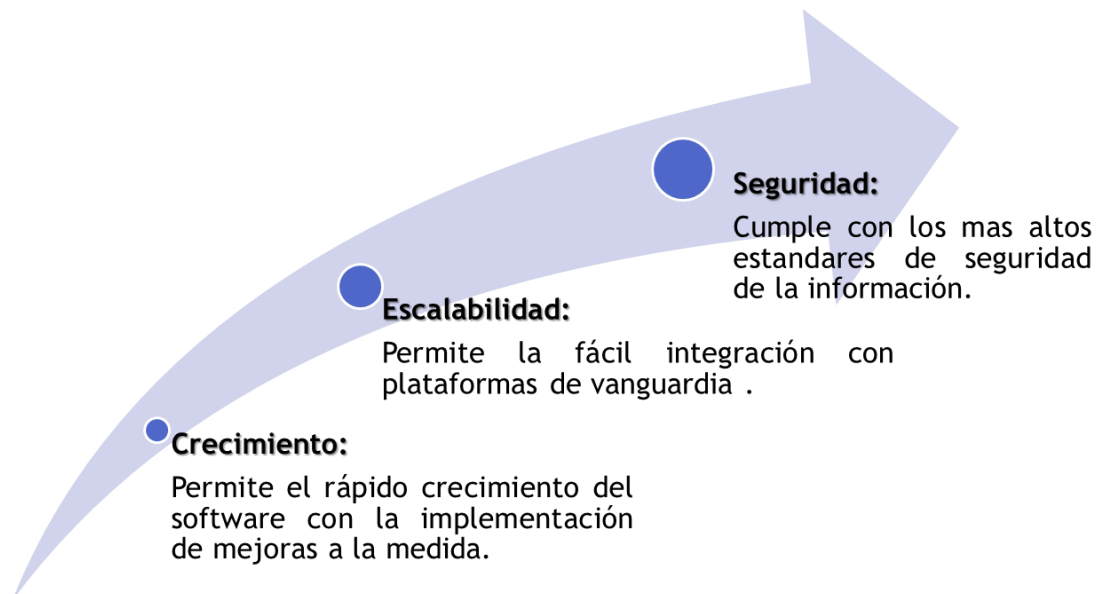 Seguridad:
Cumple con los mas altos
estandares de seguridad
de la información.
Escalabilidad:
Permite la fácil integración con
plataformas de vanguardia .
Crecimiento:
Permite el rápido crecimiento del
software con la implementación
de mejoras a la medida.